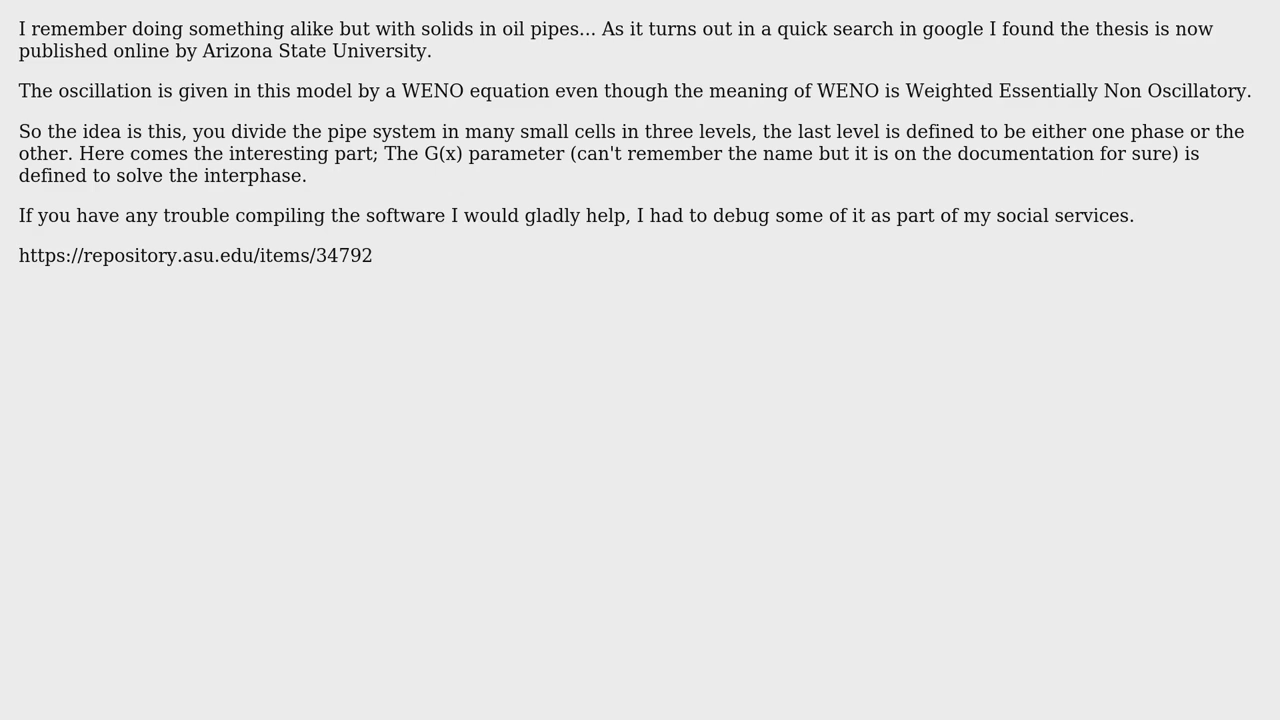 I remember doing something alike but with solids in oil pipes... As it turns out in a quick search in google I found the thesis is now
published online by Arizona State University.
The oscillation is given in this model by a WENO equation even though the meaning of WENO is Weighted Essentially Non Oscillatory.
So the idea is this, you divide the pipe system in many small cells in three levels, the last level is defined to be either one phase or the
other. Here comes the interesting part; The G(x) parameter (can't remember the name but it is on the documentation for sure) is
defined to solve the interphase.
If you have any trouble compiling the software I would gladly help, I had to debug some of it as part of my social services.
https://repository.asu.edu/items/34792